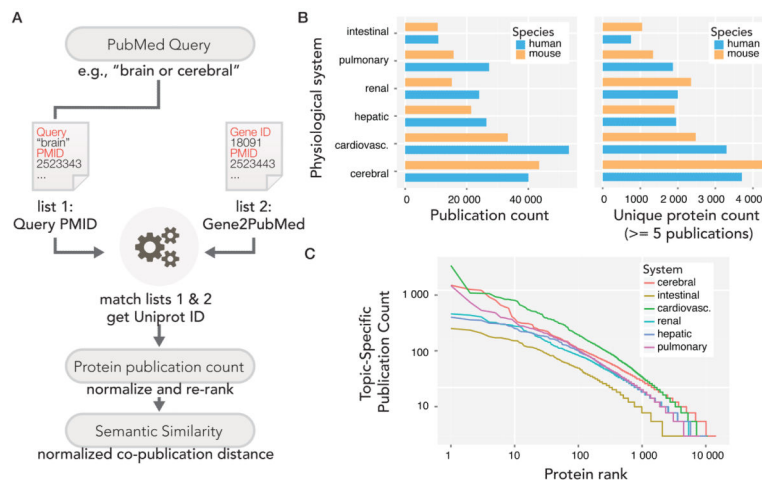 A
PubMed Query
e.g., “brain or cerebral”
Query
“brain”
PMID
2523443
...
Gene ID
18091
PMID
2523443
...
list 1:
Query PMID
list 2:
Gene2PubMed
match lists 1 & 2
get Uniprot ID
Protein publication count
normalize and re-rank
Semantic Similarity
normalized co-publication distance
B
Physiological system
intestinal
pulmonary
renal
hepatic
cardiovasc.
cerebral
Species
human
mouse
0 20 000 40 000
Publication count
Species
human
mouse
0 1 000 2 000 3 000 4 000
Unique protein count
(>= 5 publications)
C
Topic-Specific
Publication Count
1 000
100
10
System
cerebral
intestinal
cardiovasc.
renal
hepatic
pulmonary
1 10 100 1 000 10 000
Protein rank